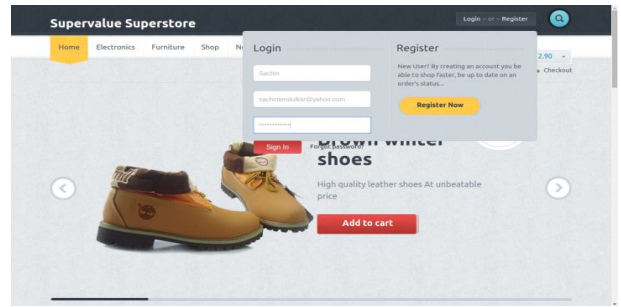 Supervalue Superstore
Login - or - Register
Home Electronics Furniture Shop
2.90
Checkout
Login
Sachin
sachintendulkar@yahoo.com
Sign In Forgot password?
Register
New User? By creating an account you be
able to shop faster, be up to date on an
order's status...
Register Now
Brown winter
shoes
High quality leather shoes At unbeatable
price
Add to cart